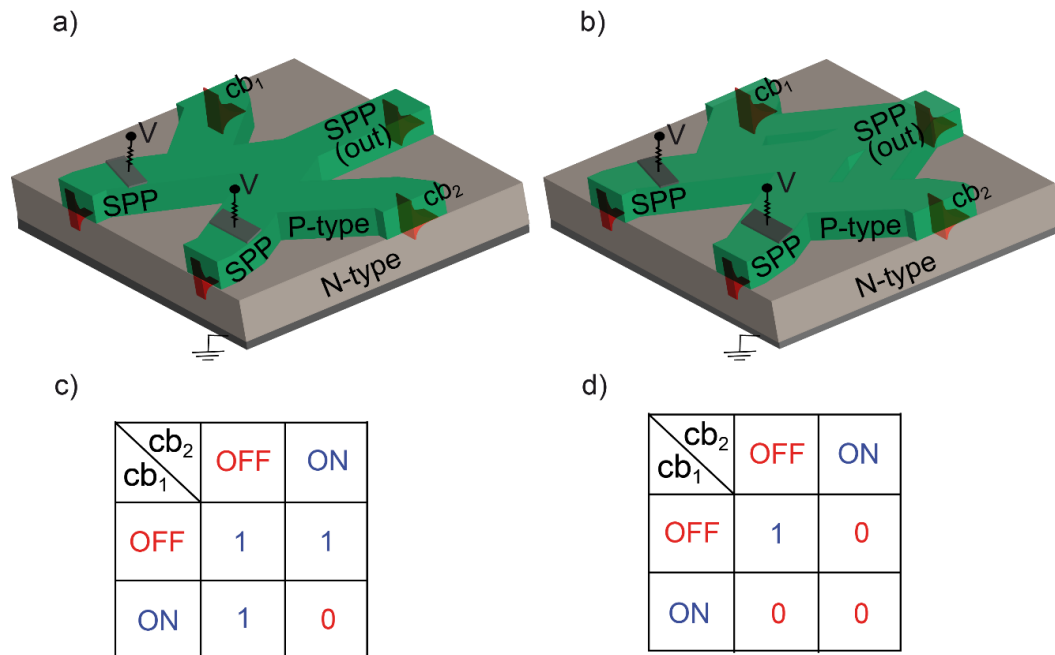 a)
b)
cb₁
V
SPP
(out)
V
SPP
cb₂
SPP
P-type
N-type
cb₁
V
SPP
(out)
V
SPP
cb₂
SPP
P-type
N-type
c)
d)
cb₂
cb₁
OFF ON
OFF 1 1
ON 1 0
cb₂
cb₁
OFF ON
OFF 1 0
ON 0 0